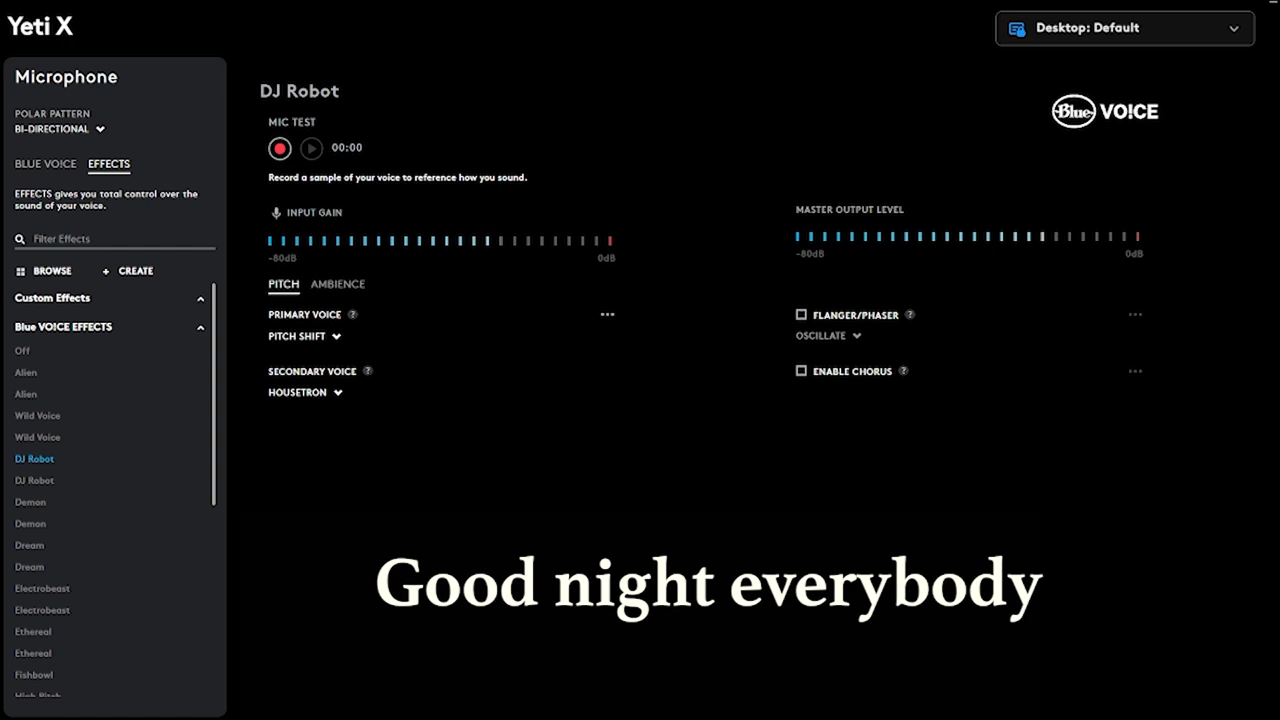 Yeti X
Desktop: Default
Microphone
POLAR PATTERN
BI-DIRECTIONAL
BLUE VOICE EFFECTS
EFFECTS gives you total control over the
sound of your voice.
Filter Effects
BROWSE + CREATE
Custom Effects
Blue VOICE EFFECTS
Off
Alien
Alien
Wild Voice
Wild Voice
DJ Robot
DJ Robot
Demon
Demon
Dream
Dream
Electrobeast
Electrobeast
Ethereal
Ethereal
Fishbowl
High Pitch
DJ Robot
Blue VO!CE
MIC TEST
00:00
Record a sample of your voice to reference how you sound.
INPUT GAIN
-80dB 0dB
MASTER OUTPUT LEVEL
-80dB 0dB
PITCH AMBIENCE
PRIMARY VOICE ?
PITCH SHIFT
SECONDARY VOICE ?
HOUSETRON
FLANGER/PHASER ?
OSCILLATE
ENABLE CHORUS ?
Good night everybody